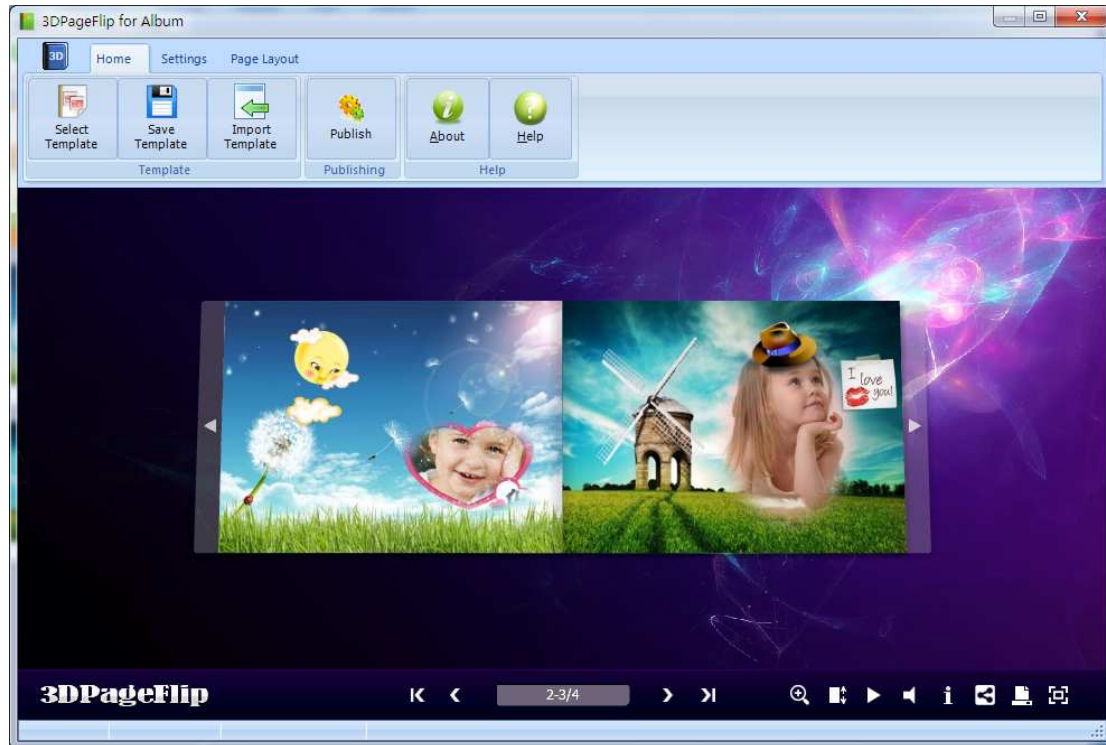 3DPageFlip for Album
3D
Home Settings Page Layout
Select Template
Save Template
Import Template
Publish
About
Help
Template Publishing Help
I love you!
3DPageFlip
2-3/4